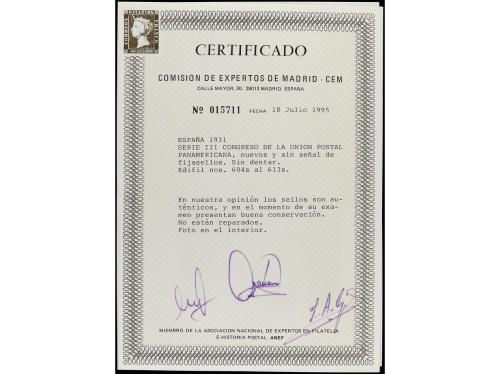 CERTIFICADO
COMISION DE EXPERTOS DE MADRID - CEM
CALLE MAYOR, 30. 28013 MADRID. ESPAÑA
Nº 015711 FECHA 18 Julio 1995
ESPAÑA 1931
SERIE III CONGRESO DE LA UNION POSTAL
PANAMERICANA, nuevos y sin señal de
fijasellos. Sin dentar.
Edifil nos. 604s al 613s.
En nuestra opinión los sellos son au-
ténticos, y en el momento de su exa-
men presentan buena conservación.
No están reparados.
Foto en el interior.
MIEMBRO DE LA ASOCIACION NACIONAL DE EXPERTOS EN FILATELIA
E HISTORIA POSTAL. ANEF